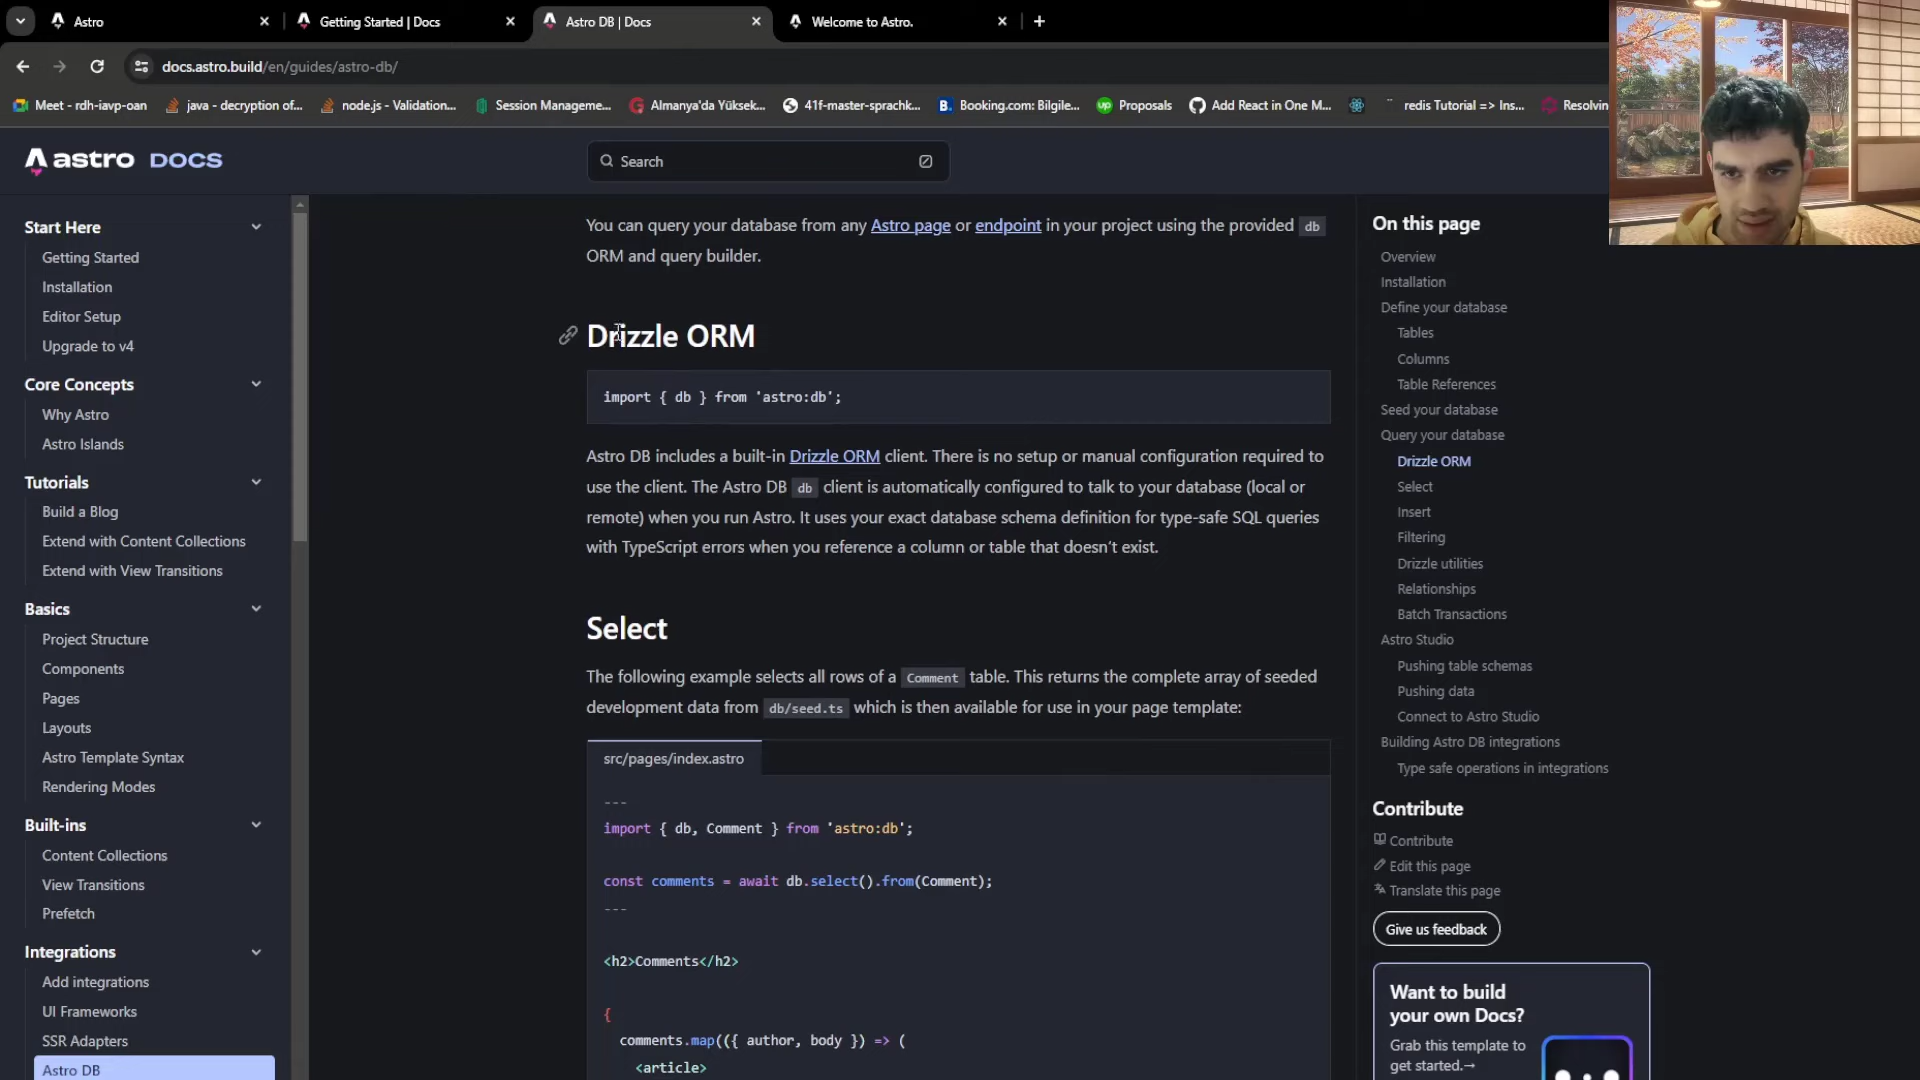 Astro
Getting Started | Docs
Astro DB | Docs
Welcome to Astro.
docs.astro.build/en/guides/astro-db/
Meet - rdh-iavp-oan
java - decryption of...
node.js - Validation...
Session Manageme...
Almanya'da Yüksek...
41f-master-sprachk...
Booking.com: Bilgile...
Proposals
Add React in One M...
redis Tutorial => Ins...
Resolving
astro DOCS
Search
Start Here
Getting Started
Installation
Editor Setup
Upgrade to v4
Core Concepts
Why Astro
Astro Islands
Tutorials
Build a Blog
Extend with Content Collections
Extend with View Transitions
Basics
Project Structure
Components
Pages
Layouts
Astro Template Syntax
Rendering Modes
Built-ins
Content Collections
View Transitions
Prefetch
Integrations
Add integrations
UI Frameworks
SSR Adapters
Astro DB
You can query your database from any Astro page or endpoint in your project using the provided db
ORM and query builder.
Drizzle ORM
import { db } from 'astro:db';
Astro DB includes a built-in Drizzle ORM client. There is no setup or manual configuration required to
use the client. The Astro DB db client is automatically configured to talk to your database (local or
remote) when you run Astro. It uses your exact database schema definition for type-safe SQL queries
with TypeScript errors when you reference a column or table that doesn’t exist.
Select
The following example selects all rows of a Comment table. This returns the complete array of seeded
development data from db/seed.ts which is then available for use in your page template:
src/pages/index.astro
---
import { db, Comment } from 'astro:db';
const comments = await db.select().from(Comment);
---
<h2>Comments</h2>
{
comments.map(({ author, body }) => (
<article>
On this page
Overview
Installation
Define your database
Tables
Columns
Table References
Seed your database
Query your database
Drizzle ORM
Select
Insert
Filtering
Drizzle utilities
Relationships
Batch Transactions
Astro Studio
Pushing table schemas
Pushing data
Connect to Astro Studio
Building Astro DB integrations
Type safe operations in integrations
Contribute
Contribute
Edit this page
Translate this page
Give us feedback
Want to build
your own Docs?
Grab this template to
get started.→